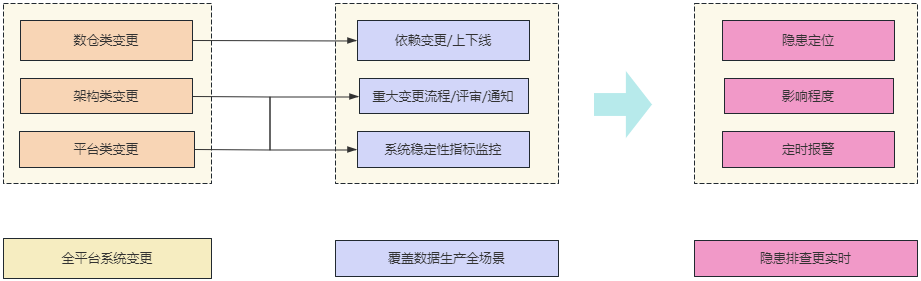 数仓类变更
依赖变更/上下线
隐患定位
架构类变更
重大变更流程/评审/通知
影响程度
平台类变更
系统稳定性指标监控
定时报警
全平台系统变更
覆盖数据生产全场景
隐患排查更实时